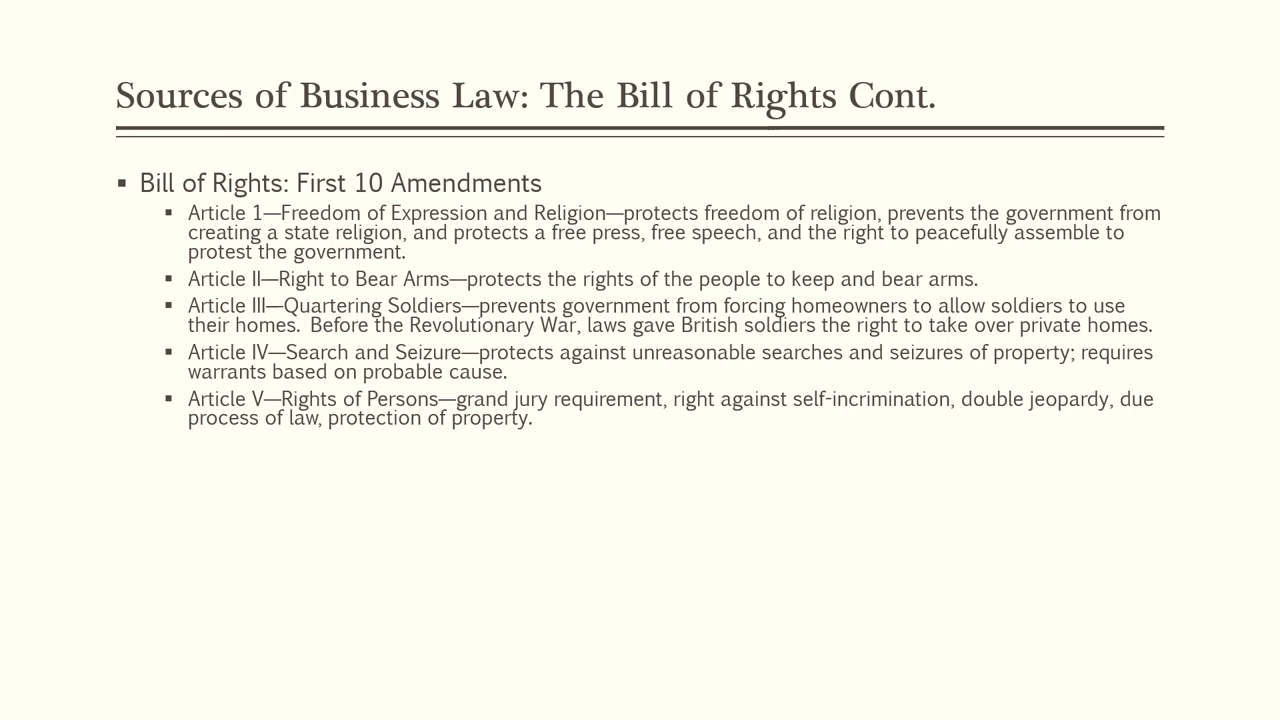 Sources of Business Law: The Bill of Rights Cont.
▪ Bill of Rights: First 10 Amendments
▪ Article 1—Freedom of Expression and Religion—protects freedom of religion, prevents the government from
creating a state religion, and protects a free press, free speech, and the right to peacefully assemble to
protest the government.
▪ Article II—Right to Bear Arms—protects the rights of the people to keep and bear arms.
▪ Article III—Quartering Soldiers—prevents government from forcing homeowners to allow soldiers to use
their homes.  Before the Revolutionary War, laws gave British soldiers the right to take over private homes.
▪ Article IV—Search and Seizure—protects against unreasonable searches and seizures of property; requires
warrants based on probable cause.
▪ Article V—Rights of Persons—grand jury requirement, right against self-incrimination, double jeopardy, due
process of law, protection of property.